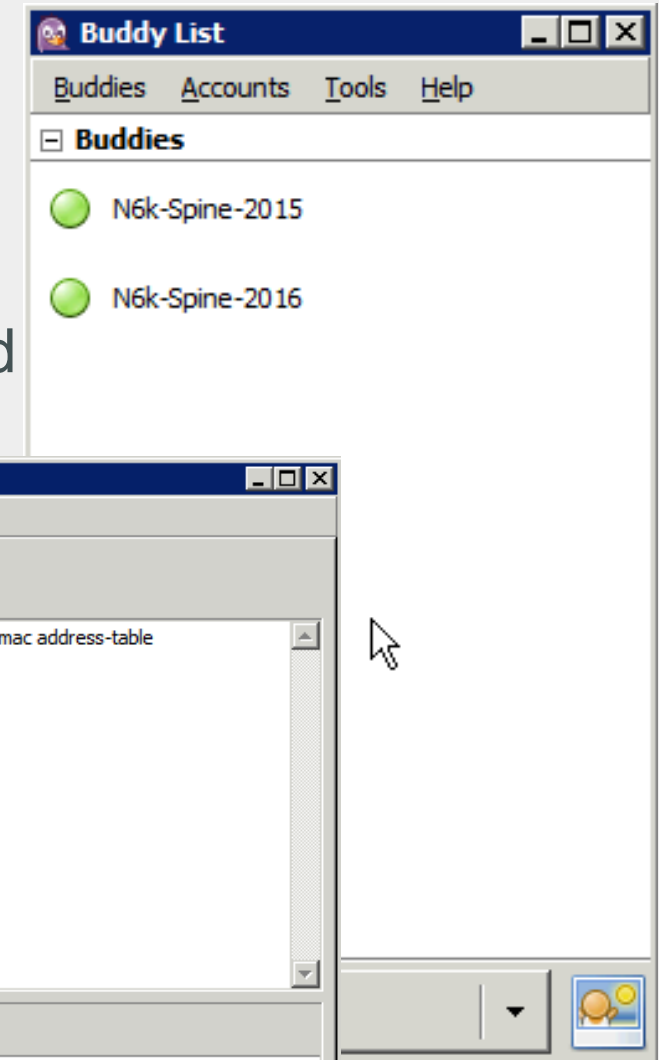 Buddy List
Buddies Accounts Tools Help
Buddies
N6k-Spine-2015
N6k-Spine-2016
d
mac address-table